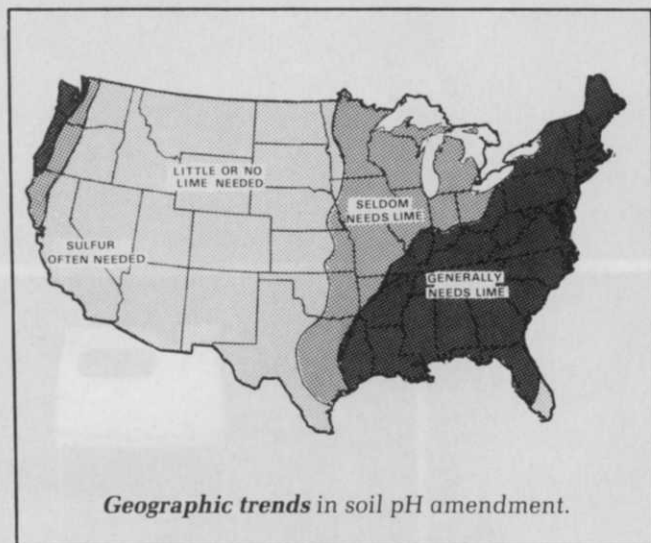 LITTLE OR NO
LIME NEEDED
SELDOM
NEEDS LIME
SULFUR
OFTEN NEEDED
GENERALLY
NEEDS LIME
Geographic trends in soil pH amendment.